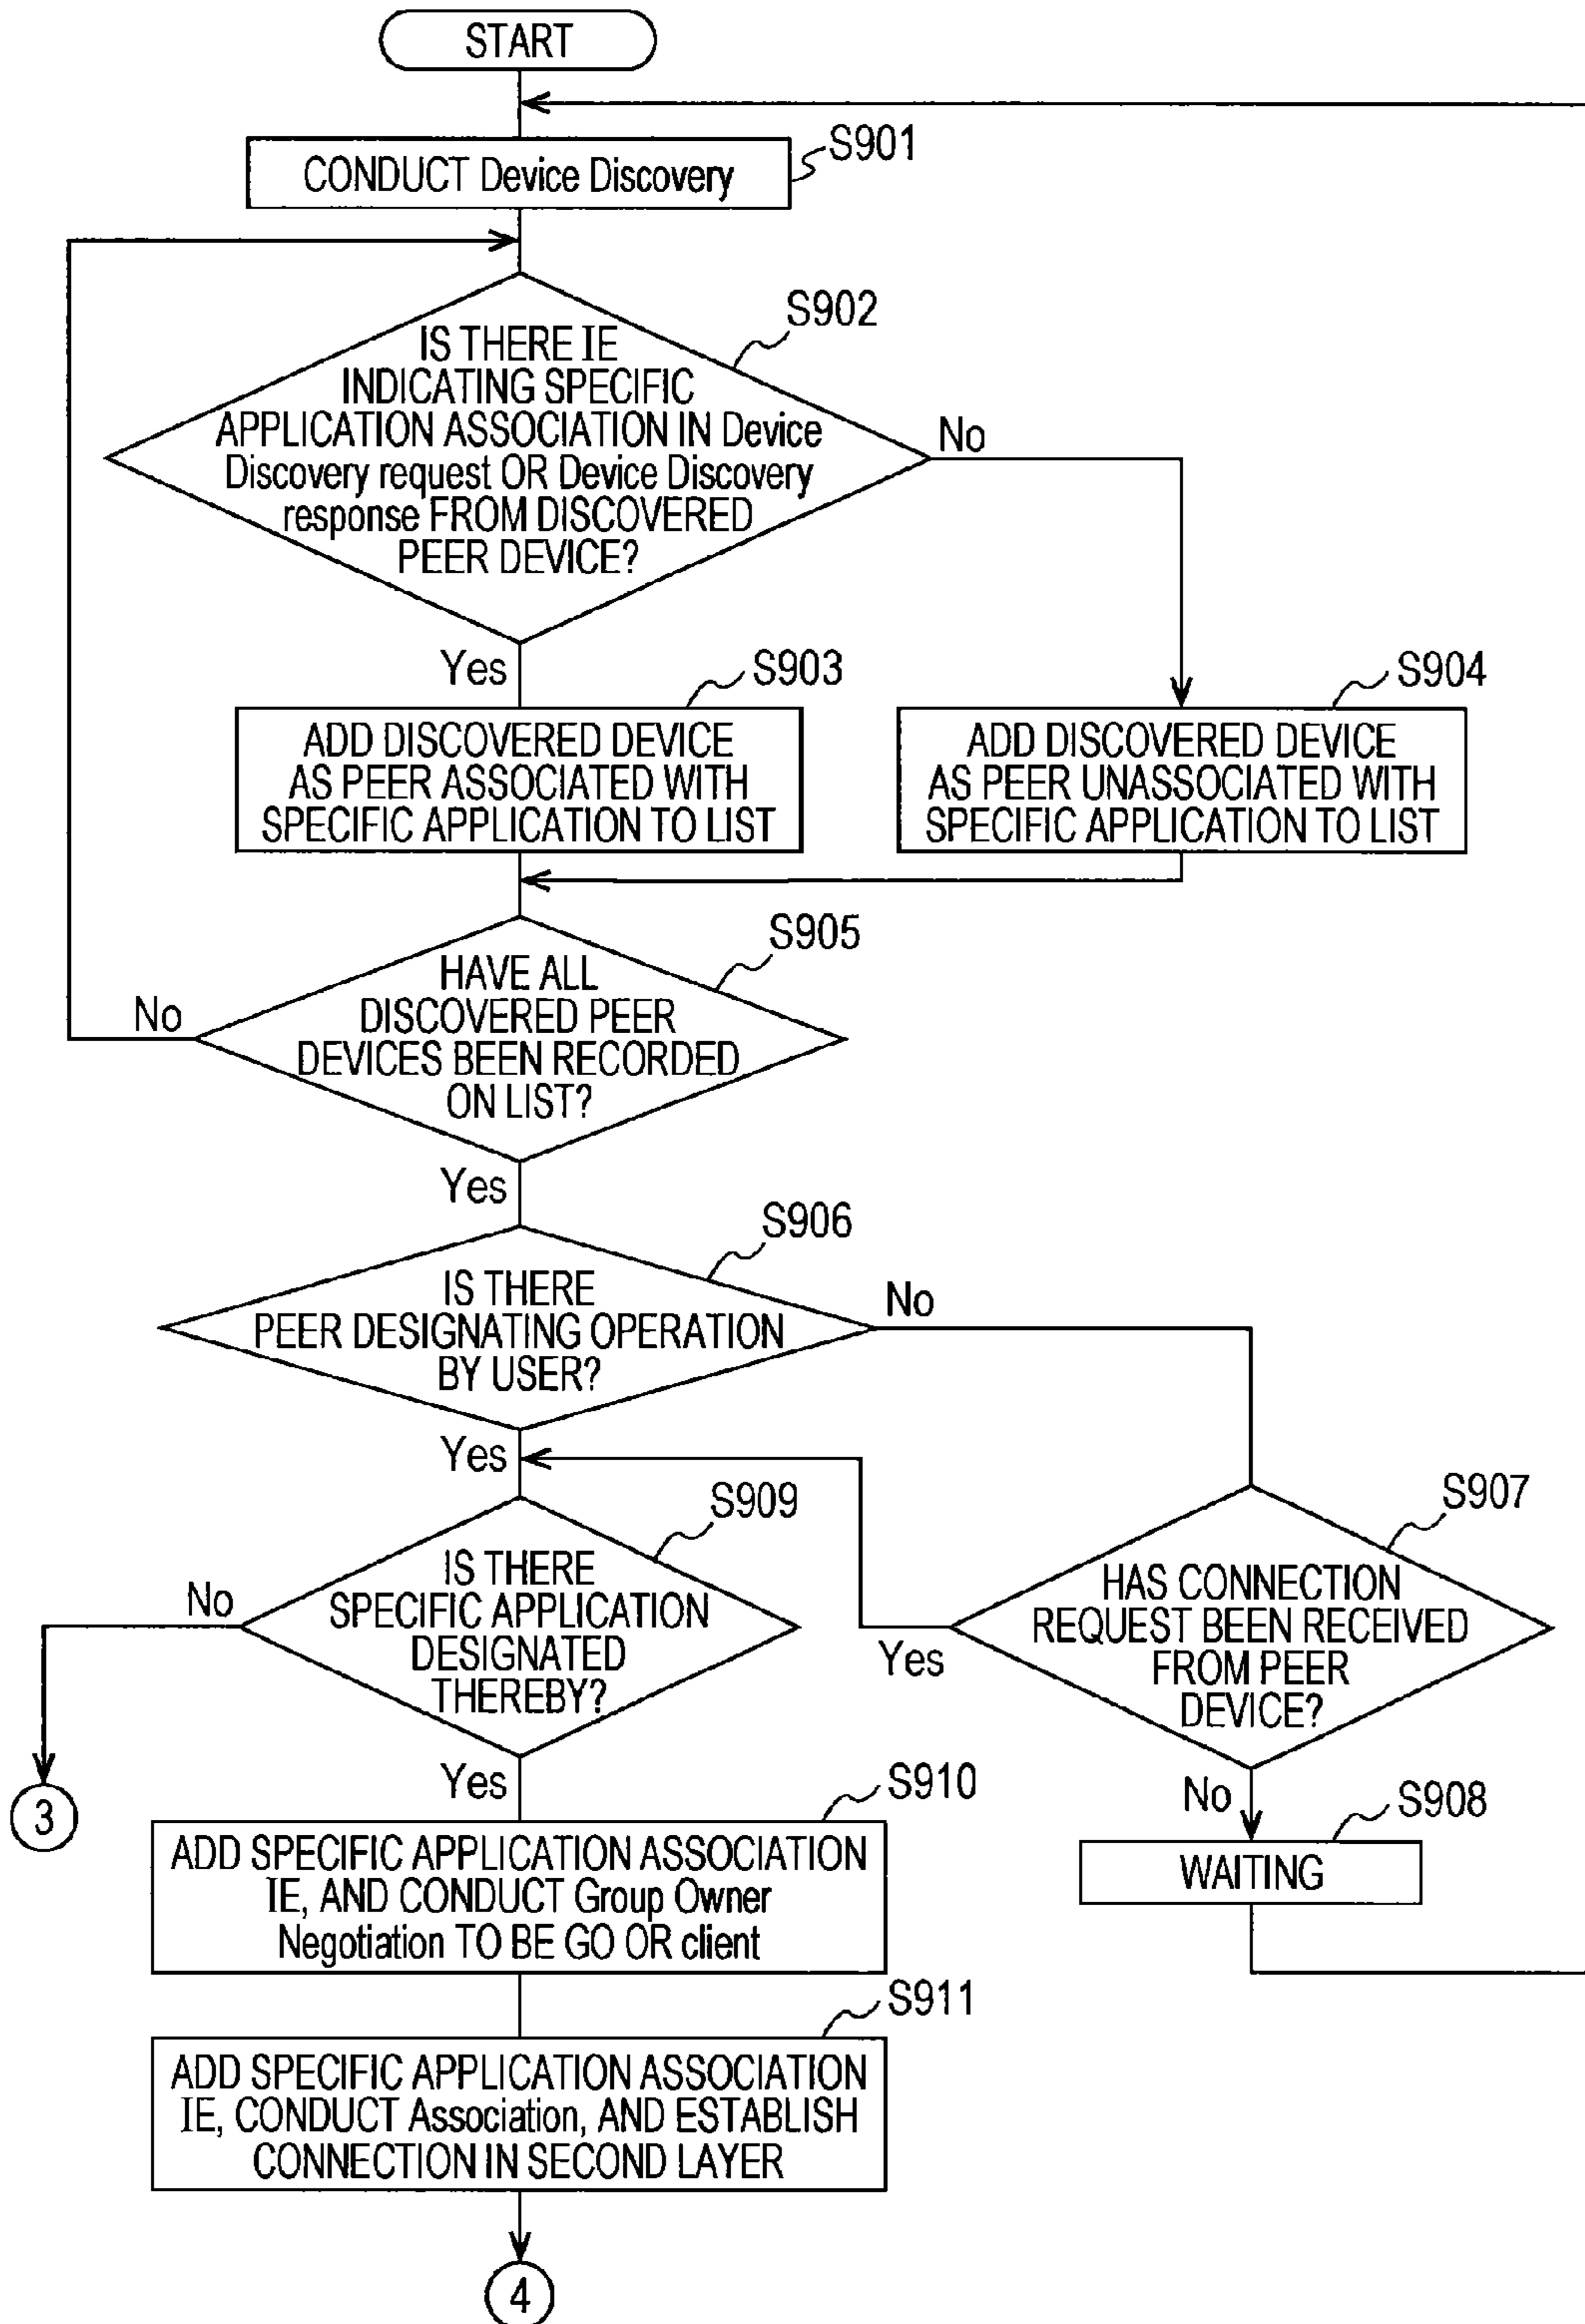 START
S901
CONDUCT Device Discovery
S902
IS THERE IE
INDICATING SPECIFIC
APPLICATION ASSOCIATION IN Device
Discovery request OR Device Discovery
response FROM DISCOVERED
PEER DEVICE?
No
Yes
S903
ADD DISCOVERED DEVICE
AS PEER ASSOCIATED WITH
SPECIFIC APPLICATION TO LIST
S904
ADD DISCOVERED DEVICE
AS PEER UNASSOCIATED WITH
SPECIFIC APPLICATION TO LIST
S905
HAVE ALL
DISCOVERED PEER
DEVICES BEEN RECORDED
ON LIST?
No
Yes
S906
IS THERE
PEER DESIGNATING OPERATION
BY USER?
No
Yes
S907
HAS CONNECTION
REQUEST BEEN RECEIVED
FROM PEER
DEVICE?
Yes
No
S908
WAITING
S909
IS THERE
SPECIFIC APPLICATION
DESIGNATED
THEREBY?
No
3
Yes
S910
ADD SPECIFIC APPLICATION ASSOCIATION
IE, AND CONDUCT Group Owner
Negotiation TO BE GO OR client
S911
ADD SPECIFIC APPLICATION ASSOCIATION
IE, CONDUCT Association, AND ESTABLISH
CONNECTION IN SECOND LAYER
4